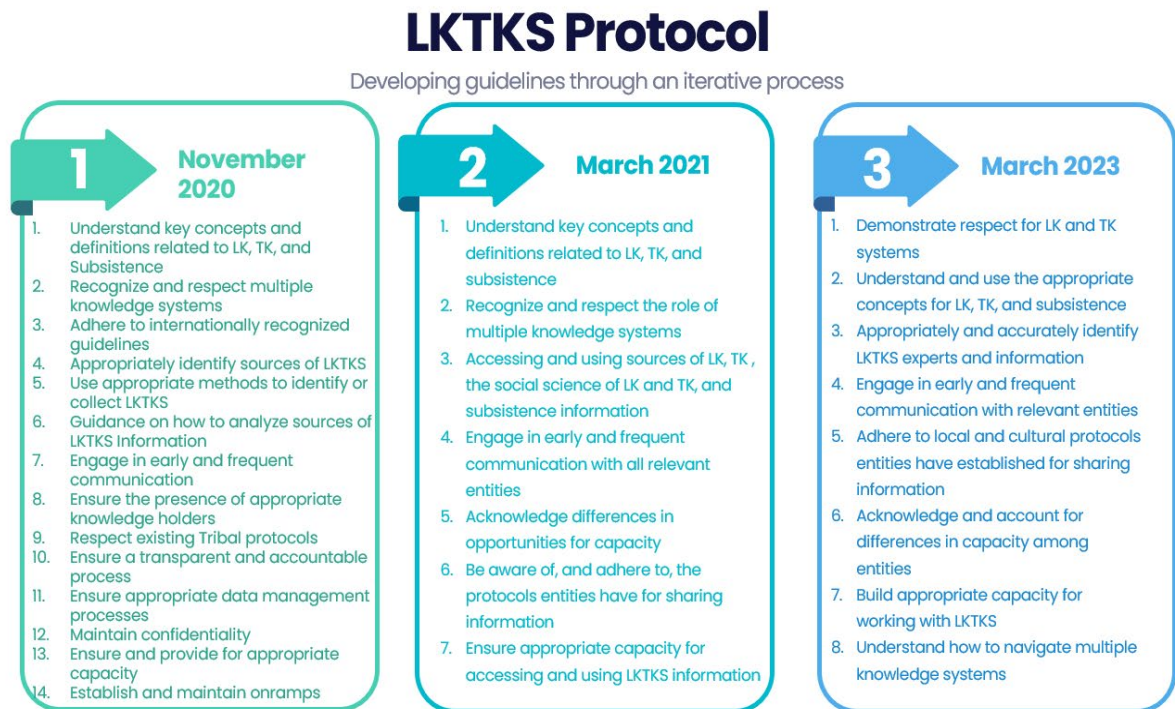 LKTKS Protocol
Developing guidelines through an iterative process
1
November
2020
1. Understand key concepts and
definitions related to LK, TK, and
Subsistence
2. Recognize and respect multiple
knowledge systems
3. Adhere to internationally recognized
guidelines
4. Appropriately identify sources of LKTKS
5. Use appropriate methods to identify or
collect LKTKS
6. Guidance on how to analyze sources of
LKTKS Information
7. Engage in early and frequent
communication
8. Ensure the presence of appropriate
knowledge holders
9. Respect existing Tribal protocols
10. Ensure a transparent and accountable
process
11. Ensure appropriate data management
processes
12. Maintain confidentiality
13. Ensure and provide for appropriate
capacity
14. Establish and maintain onramps
2
March 2021
1. Understand key concepts and
definitions related to LK, TK, and
subsistence
2. Recognize and respect the role of
multiple knowledge systems
3. Accessing and using sources of LK, TK ,
the social science of LK and TK, and
subsistence information
4. Engage in early and frequent
communication with all relevant
entities
5. Acknowledge differences in
opportunities for capacity
6. Be aware of, and adhere to, the
protocols entities have for sharing
information
7. Ensure appropriate capacity for
accessing and using LKTKS information
3
March 2023
1. Demonstrate respect for LK and TK
systems
2. Understand and use the appropriate
concepts for LK, TK, and subsistence
3. Appropriately and accurately identify
LKTKS experts and information
4. Engage in early and frequent
communication with relevant entities
5. Adhere to local and cultural protocols
entities have established for sharing
information
6. Acknowledge and account for
differences in capacity among
entities
7. Build appropriate capacity for
working with LKTKS
8. Understand how to navigate multiple
knowledge systems